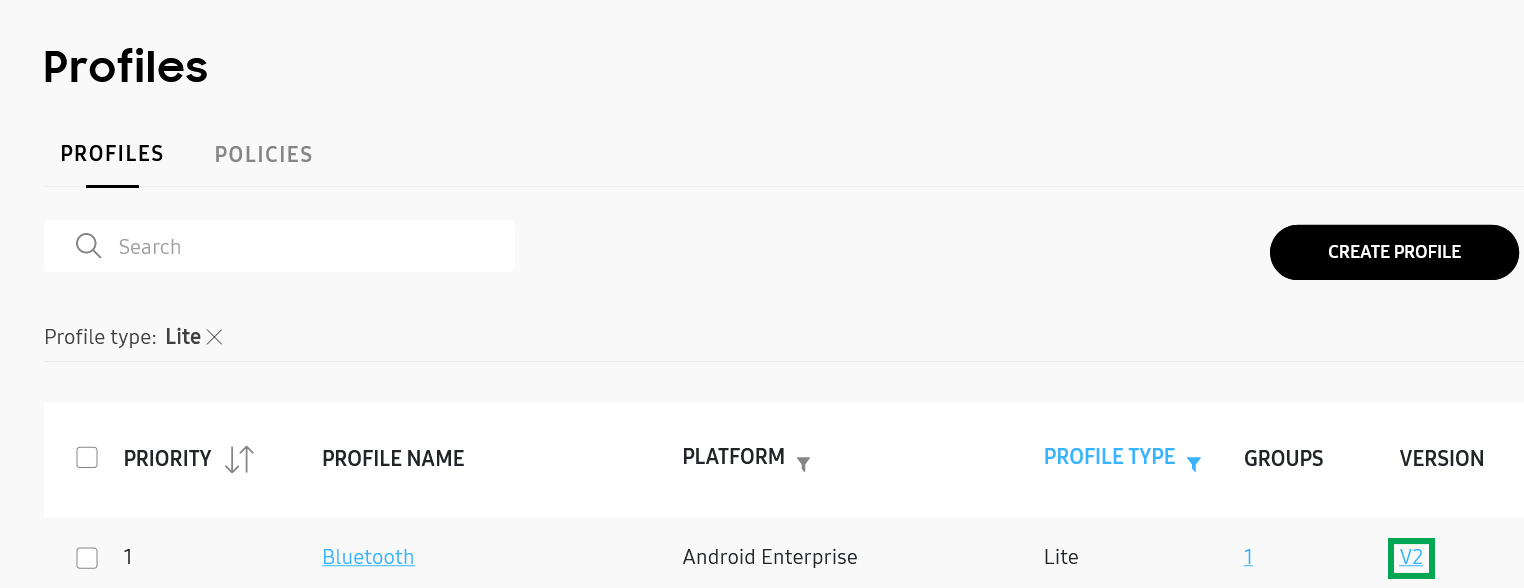 Profiles
PROFILES POLICIES
Search
CREATE PROFILE
Profile type: Lite
PRIORITY PROFILE NAME PLATFORM PROFILE TYPE GROUPS VERSION
1 Bluetooth Android Enterprise Lite 1 V2